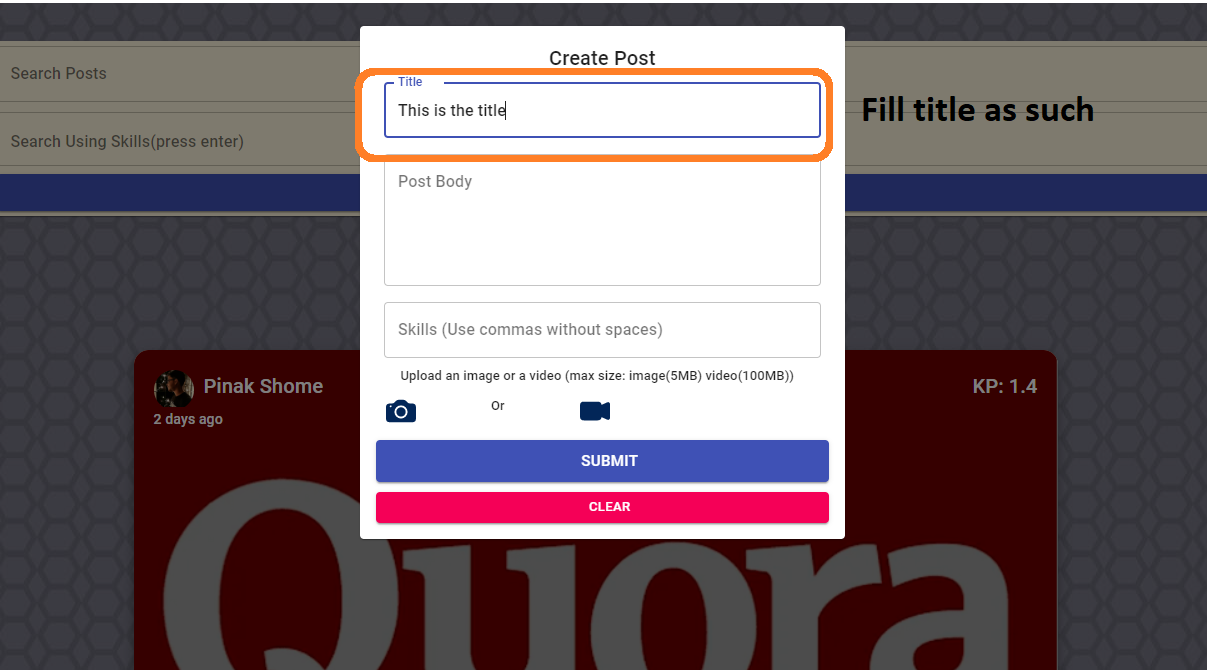 Create Post
Search Posts
Title
This is the title
Fill title as such
Search Using Skills(press enter)
Post Body
Skills (Use commas without spaces)
Upload an image or a video (max size: image(5MB) video(100MB))
Or
Pinak Shome
KP: 1.4
2 days ago
SUBMIT
CLEAR
Quora